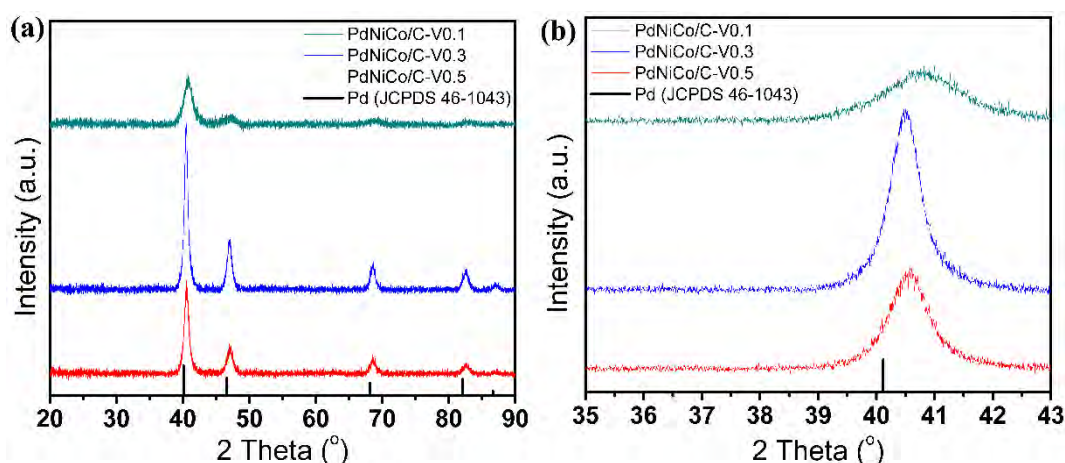 (a)
PdNiCo/C-V0.1
PdNiCo/C-V0.3
PdNiCo/C-V0.5
Pd (JCPDS 46-1043)
Intensity (a.u.)
20 30 40 50 60 70 80 90
2 Theta (°)
(b)
PdNiCo/C-V0.1
PdNiCo/C-V0.3
PdNiCo/C-V0.5
Pd (JCPDS 46-1043)
Intensity (a.u.)
35 36 37 38 39 40 41 42 43
2 Theta (°)